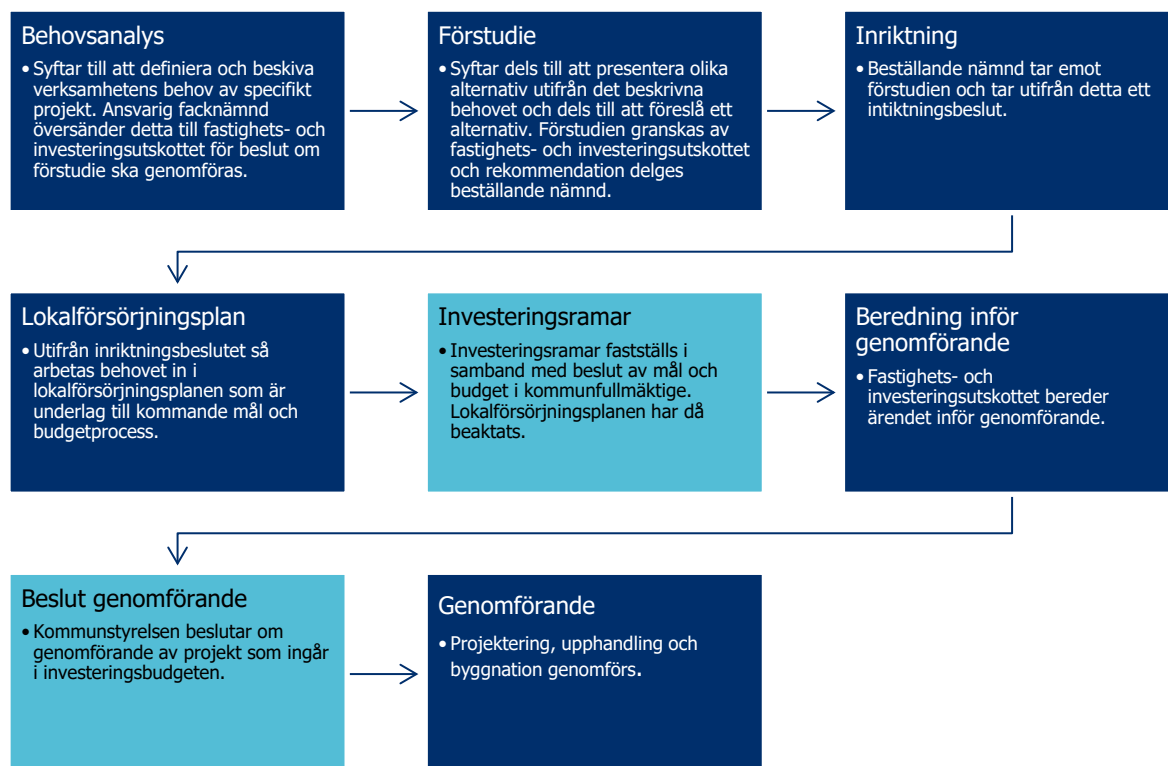 Behovsanalys
• Syftar till att definiera och beskiva
verksamhetens behov av specifikt
projekt. Ansvarig facknämnd
översänder detta till fastighets- och
investeringsutskottet för beslut om
förstudie ska genomföras.
Förstudie
• Syftar dels till att presentera olika
alternativ utifrån det beskrivna
behovet och dels till att föreslå ett
alternativ. Förstudien granskas av
fastighets- och investeringsutskottet
och rekommendation delges
beställande nämnd.
Inriktning
• Beställande nämnd tar emot
förstudien och tar utifrån detta ett
intiktningsbeslut.
Lokalförsörjningsplan
• Utifrån inriktningsbeslutet så
arbetas behovet in i
lokalförsörjningsplanen som är
underlag till kommande mål och
budgetprocess.
Investeringsramar
• Investeringsramar fastställs i
samband med beslut av mål och
budget i kommunfullmäktige.
Lokalförsörjningsplanen har då
beaktats.
Beredning inför
genomförande
• Fastighets- och
investeringsutskottet bereder
ärendet inför genomförande.
Beslut genomförande
• Kommunstyrelsen beslutar om
genomförande av projekt som ingår
i investeringsbudgeten.
Genomförande
• Projektering, upphandling och
byggnation genomförs.